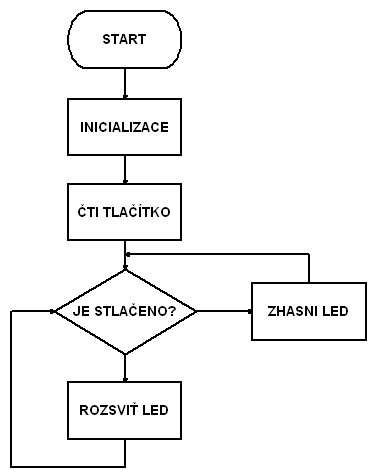 START
INICIALIZACE
ČTI TLAČÍTKO
JE STLAČENO?
ZHASNI LED
ROZSVIŤ LED